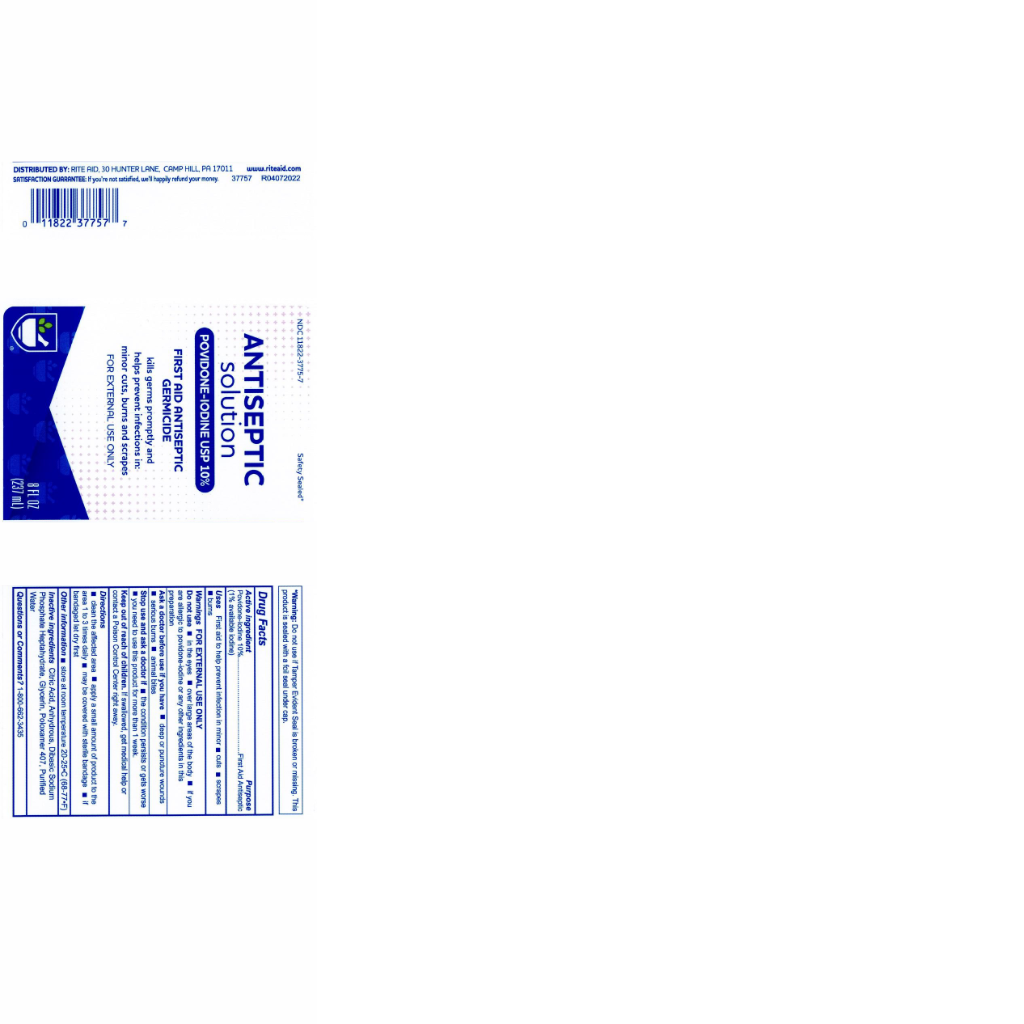 DISTRIBUTED BY: RITE AID, 30 HUNTER LANE, CAMP HILL, PA 17011 www.riteaid.com
SATISFACTION GUARANTEE: If you're not satisfied, we'll happily refund your money. 37757 R04072022
0 11822 37757 7
NDC 11822-3775-7 Safety Sealed*
ANTISEPTIC
solution
POVIDONE-IODINE USP 10%
FIRST AID ANTISEPTIC
GERMICIDE
kills germs promptly and
helps prevent infections in:
minor cuts, burns and scrapes
FOR EXTERNAL USE ONLY
8 FL OZ
(237 mL)
*Warning: Do not use if Tamper Evident Seal is broken or missing. This
product is sealed with a foil seal under cap.
Drug Facts
Active ingredient Purpose
Povidone-iodine 10%..............................First Aid Antiseptic
(1% available iodine)
Uses First aid to help prevent infection in minor ■ cuts ■ scrapes
■ burns
Warnings FOR EXTERNAL USE ONLY
Do not use ■ in the eyes ■ over large areas of the body ■ if you
are allergic to povidone-iodine or any other ingredients in this
preparation
Ask a doctor before use if you have ■ deep or puncture wounds
■ serious burns ■ animal bites
Stop use and ask a doctor if ■ the condition persists or gets worse
■ you need to use this product for more than 1 week.
Keep out of reach of children. If swallowed, get medical help or
contact a Poison Control Center right away.
Directions
■ clean the affected area ■ apply a small amount of product to the
area 1 to 3 times daily ■ may be covered with sterile bandage ■ if
bandaged let dry first
Other information ■ store at room temperature 20-25°C (68-77°F)
Inactive ingredients Citric Acid, Anhydrous, Dibasic Sodium
Phosphate Heptahydrate, Glycerin, Poloxamer 407, Purified
Water
Questions or Comments? 1-800-662-3435